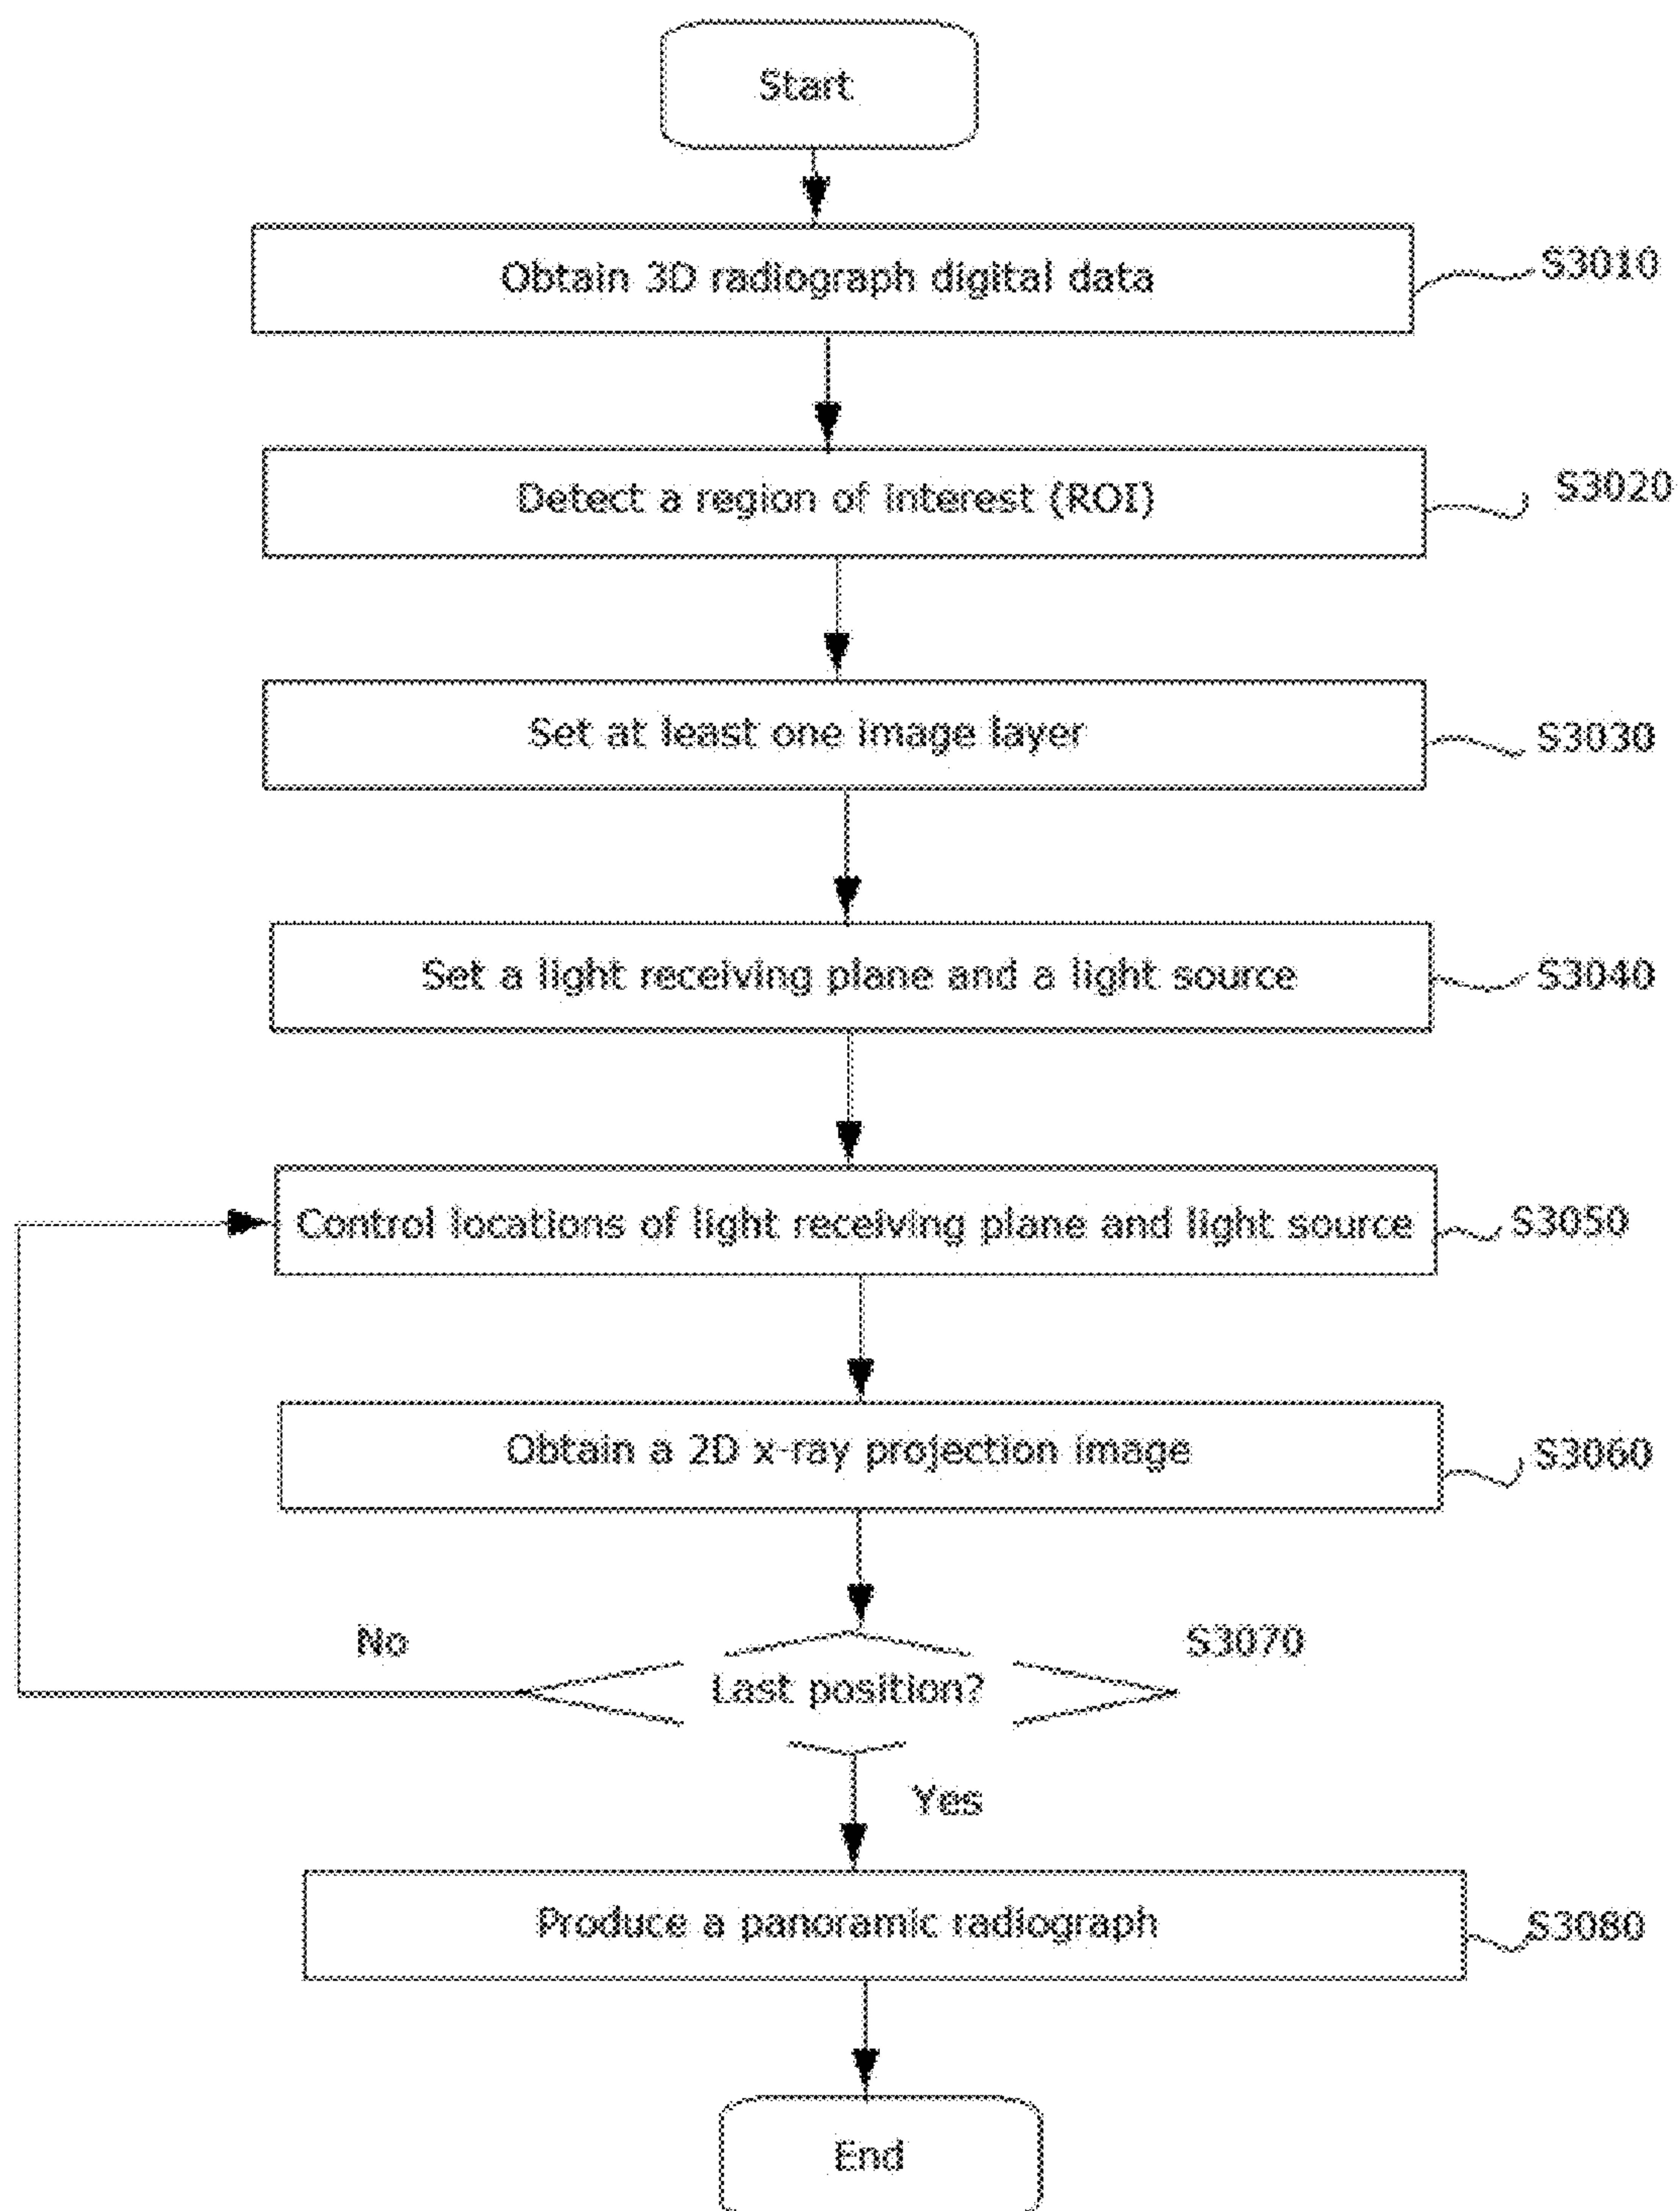 Start
Obtain 3D radiograph digital data
S3010
Detect a region of interest (ROI)
S3020
Set at least one image layer
S3030
Set a light receiving plane and a light source
S3040
Control locations of light receiving plane and light source
S3050
Obtain a 2D x-ray projection image
S3060
No
S3070
Last position?
Yes
Produce a panoramic radiograph
S3080
End